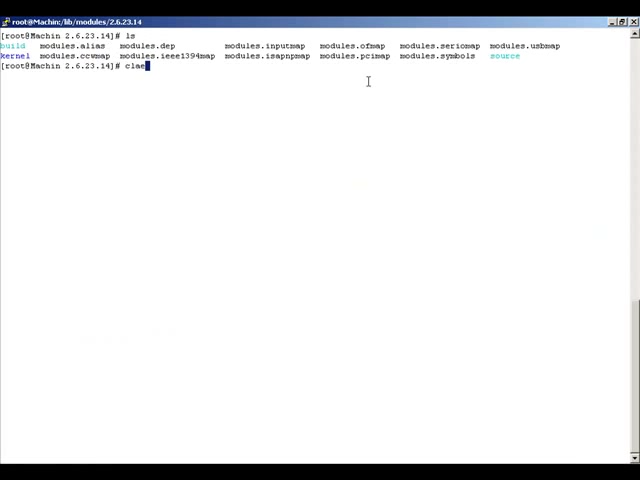 root@Machin:/lib/modules/2.6.23.14
[root@Machin 2.6.23.14]# ls
build modules.alias modules.dep modules.inputmap modules.ofmap modules.seriomap modules.usbmap
kernel modules.ccwmap modules.ieee1394map modules.isapnpmap modules.pcimap modules.symbols source
[root@Machin 2.6.23.14]# clae